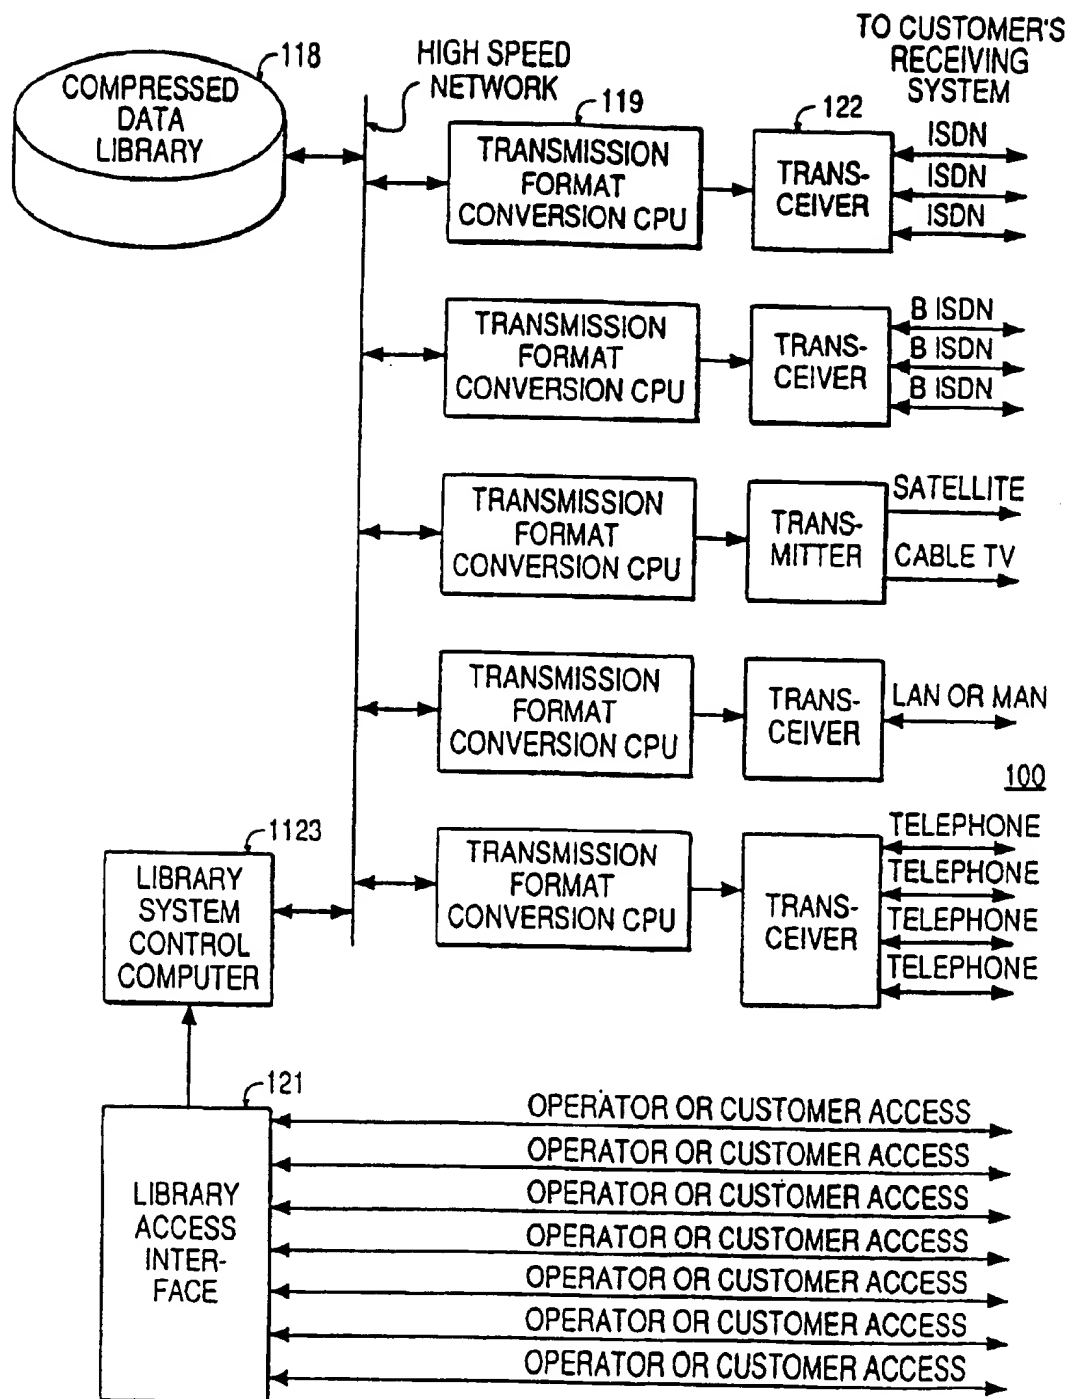 TO CUSTOMER'S
RECEIVING
SYSTEM
118
HIGH SPEED
NETWORK
COMPRESSED
DATA
LIBRARY
119
TRANSMISSION
FORMAT
CONVERSION CPU
122
TRANS-
CEIVER
ISDN
ISDN
ISDN
TRANSMISSION
FORMAT
CONVERSION CPU
TRANS-
CEIVER
B ISDN
B ISDN
B ISDN
TRANSMISSION
FORMAT
CONVERSION CPU
TRANS-
MITTER
SATELLITE
CABLE TV
TRANSMISSION
FORMAT
CONVERSION CPU
TRANS-
CEIVER
LAN OR MAN
100
1123
LIBRARY
SYSTEM
CONTROL
COMPUTER
TRANSMISSION
FORMAT
CONVERSION CPU
TRANS-
CEIVER
TELEPHONE
TELEPHONE
TELEPHONE
TELEPHONE
121
LIBRARY
ACCESS
INTER-
FACE
OPERATOR OR CUSTOMER ACCESS
OPERATOR OR CUSTOMER ACCESS
OPERATOR OR CUSTOMER ACCESS
OPERATOR OR CUSTOMER ACCESS
OPERATOR OR CUSTOMER ACCESS
OPERATOR OR CUSTOMER ACCESS
OPERATOR OR CUSTOMER ACCESS